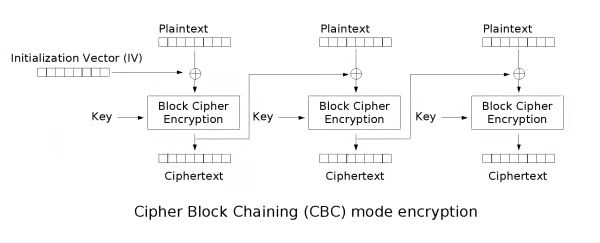 Plaintext
Plaintext
Plaintext
Initialization Vector (IV)
Key
Block Cipher
Encryption
Key
Block Cipher
Encryption
Key
Block Cipher
Encryption
Ciphertext
Ciphertext
Ciphertext
Cipher Block Chaining (CBC) mode encryption